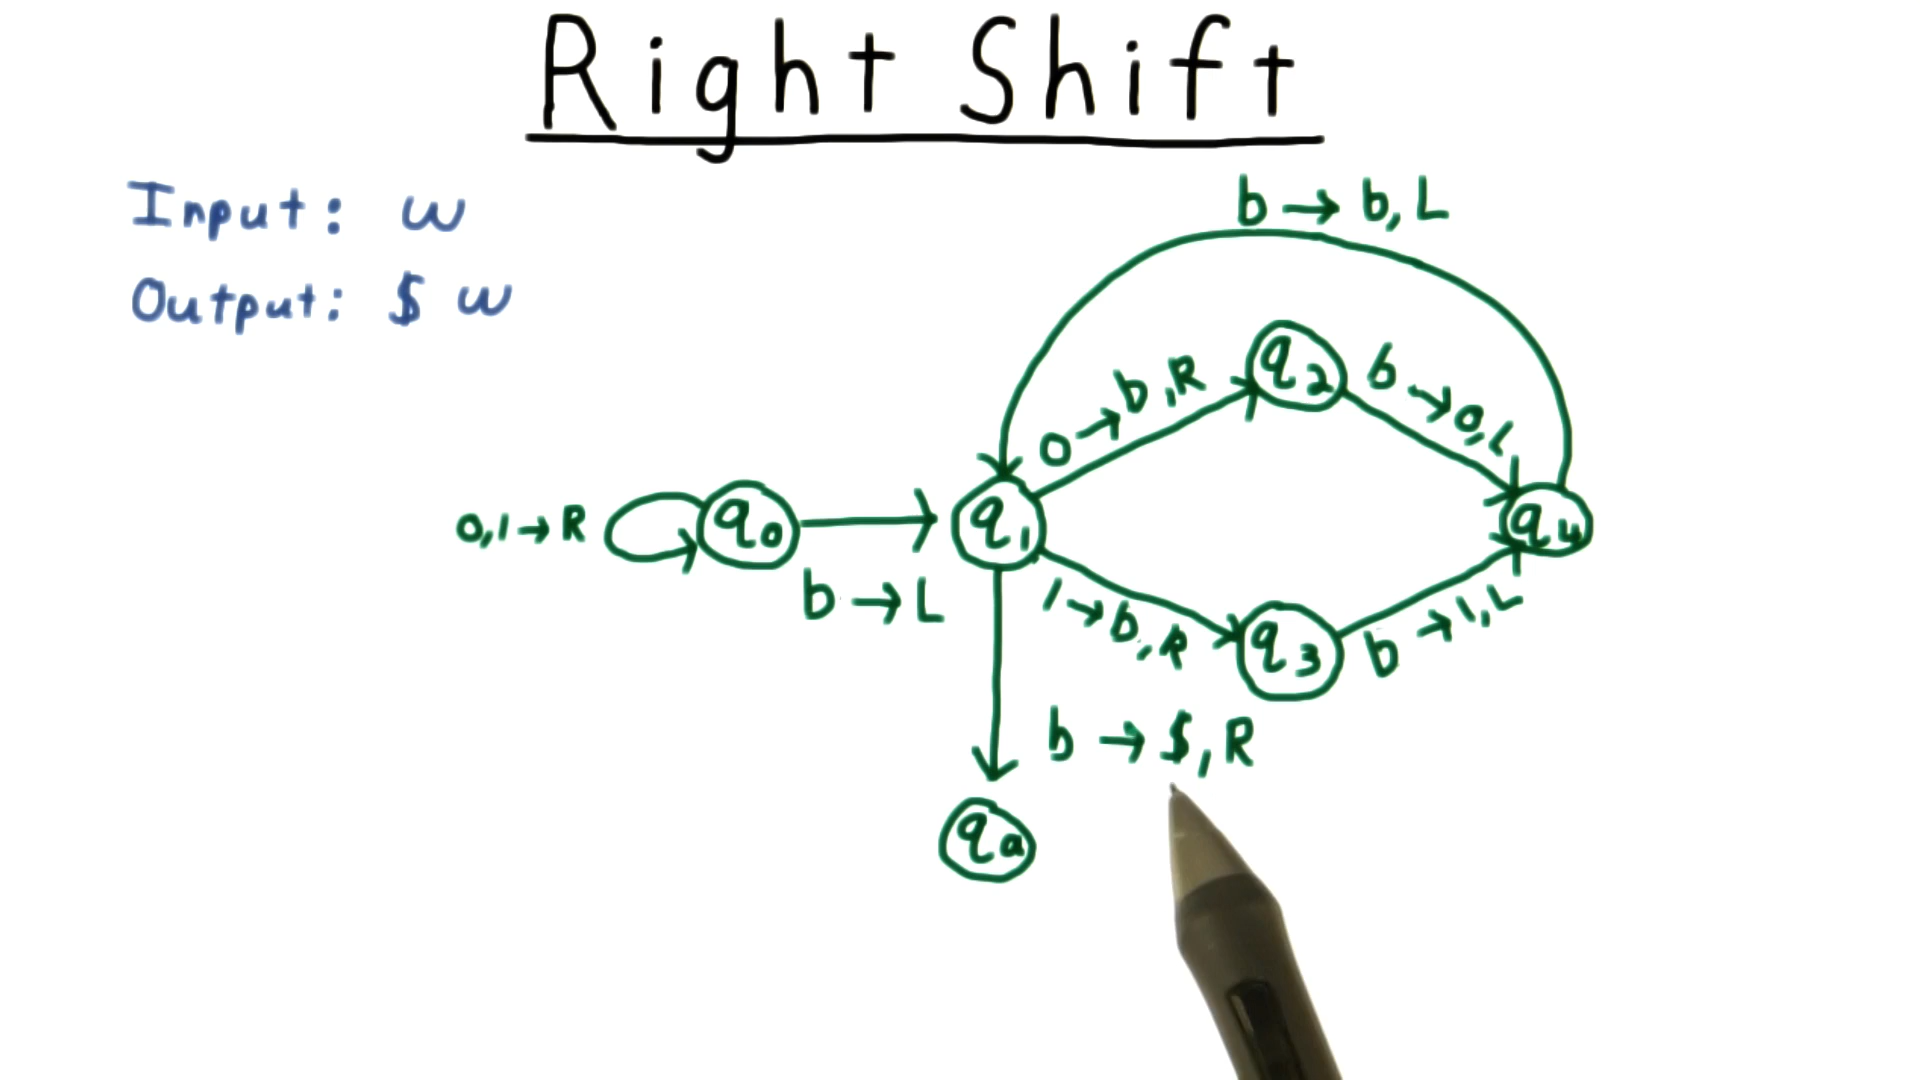 Right Shift
Input: w
Output: $ w
b → b, L
0 → b, R
q2
b → 0, L
0,1 → R
q0
b → L
q1
q4
1 → b, R
q3
b → 1, L
b → $, R
qa